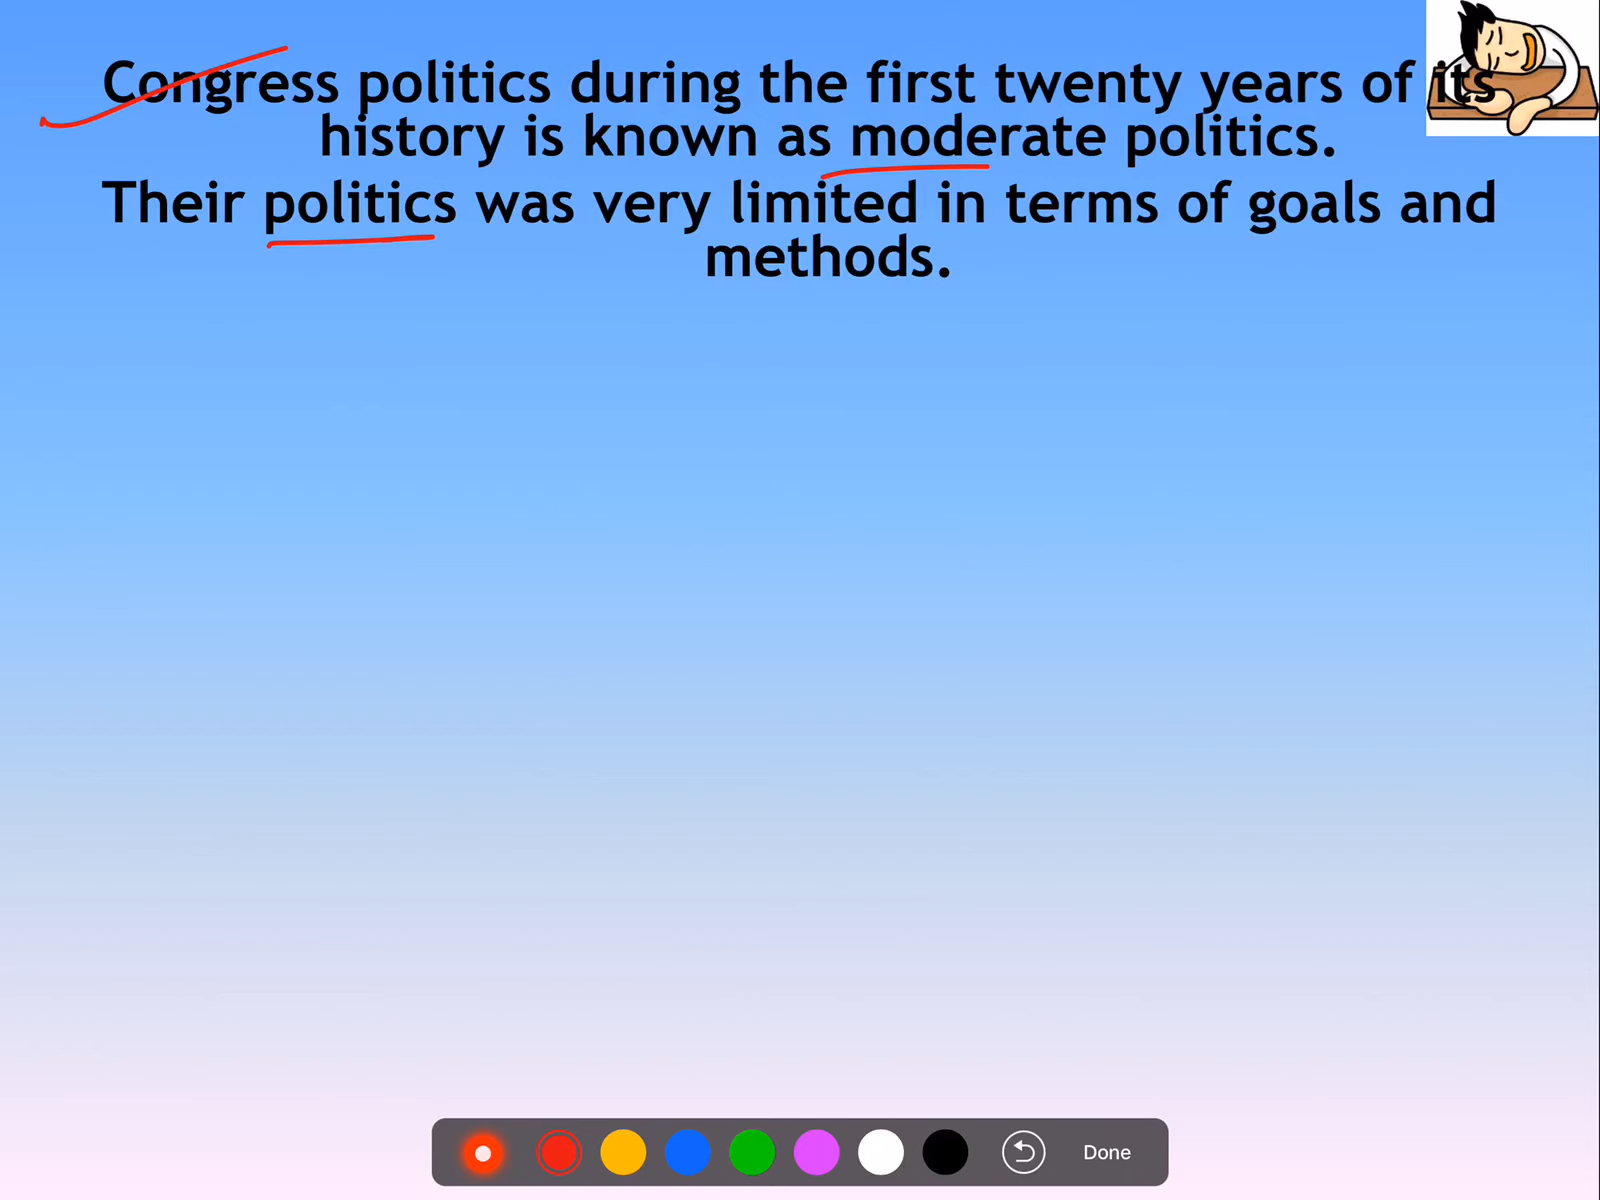 Congress politics during the first twenty years of its
history is known as moderate politics.
Their politics was very limited in terms of goals and
methods.
Done